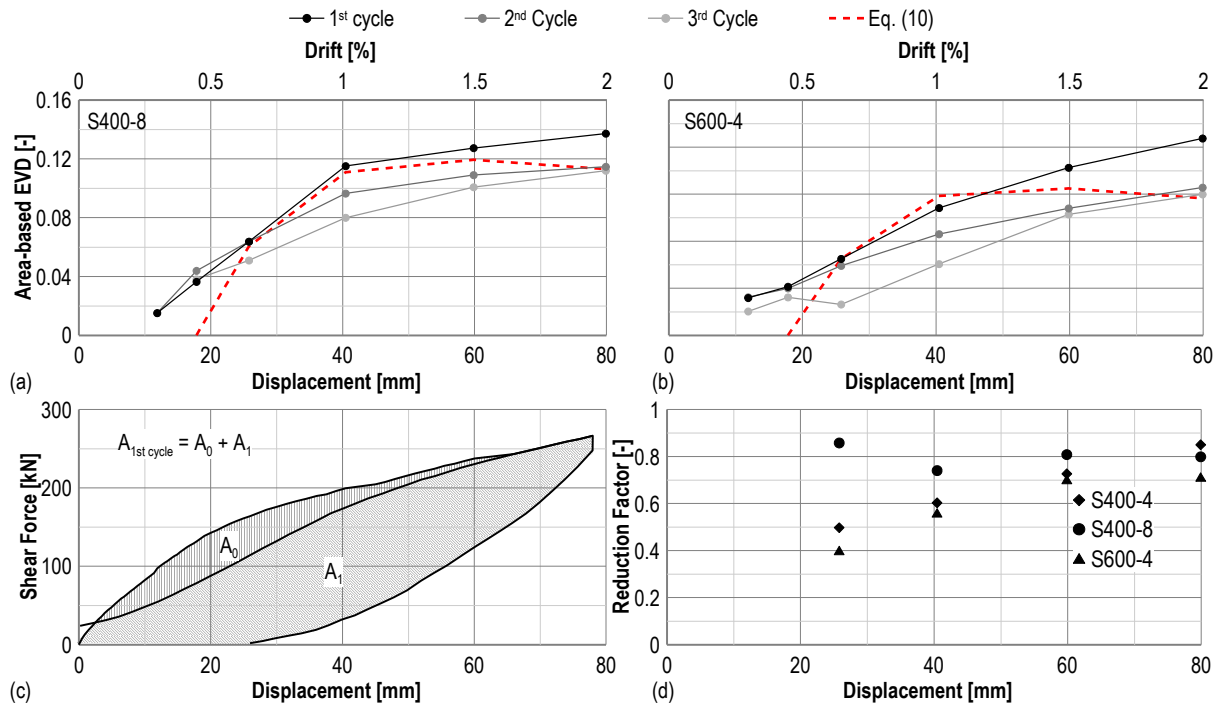 1st cycle 2nd Cycle 3rd Cycle Eq. (10)
Drift [%] Drift [%]
0 0.5 1 1.5 2 0 0.5 1 1.5 2
0.16
0.12
0.08
0.04
0
Area-based EVD [-]
S400-8
S600-4
0 20 40 60 80 0 20 40 60 80
(a) Displacement [mm] (b) Displacement [mm]
300
200
100
0
Shear Force [kN]
A1st cycle = A0 + A1
A0
A1
0 20 40 60 80
(c) Displacement [mm]
1
0.8
0.6
0.4
0.2
0
Reduction Factor [-]
S400-4
S400-8
S600-4
0 20 40 60 80
(d) Displacement [mm]